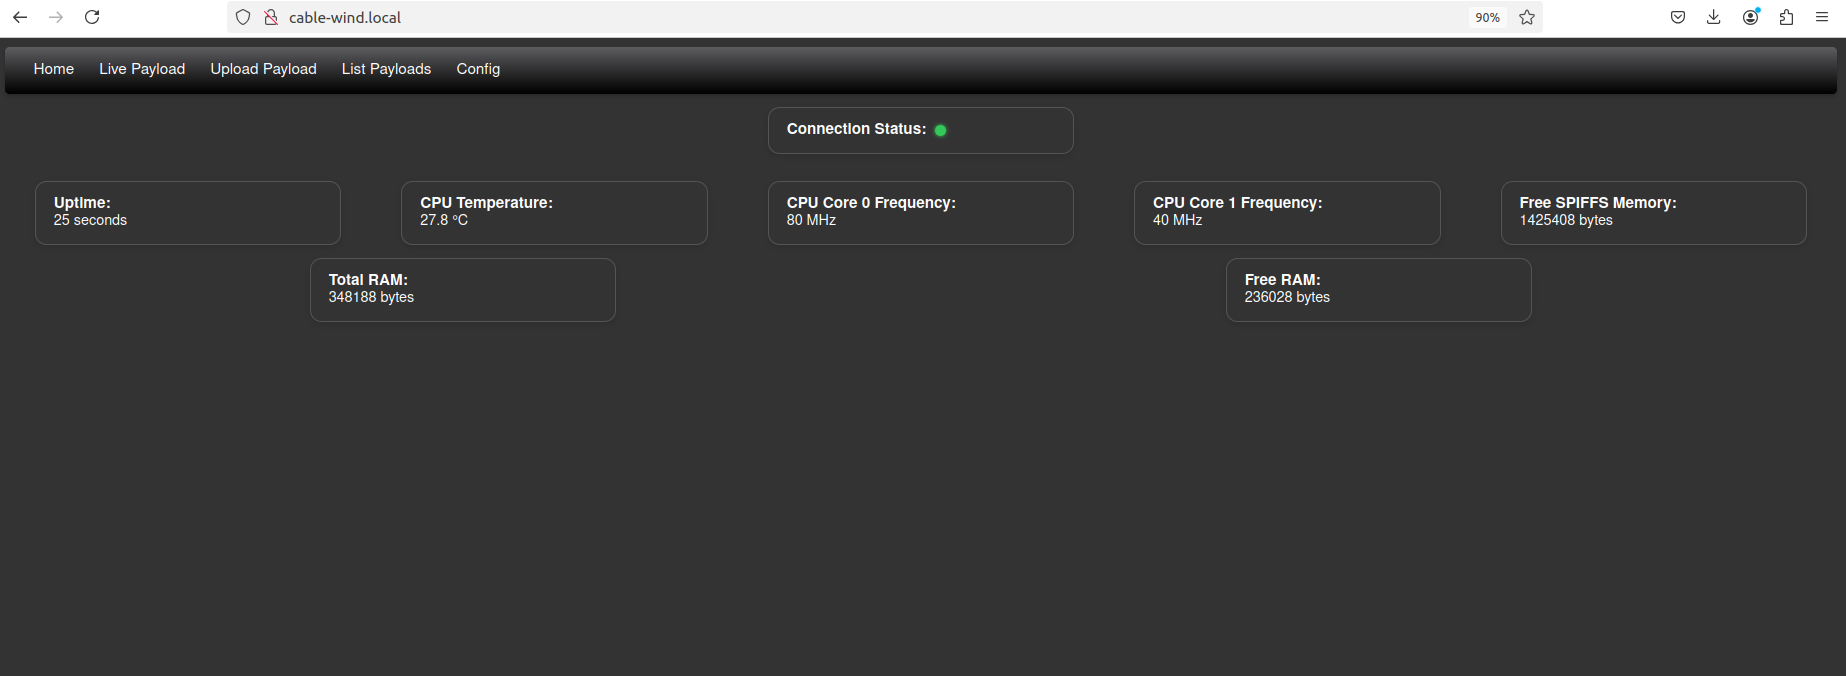 cable-wind.local
90%
Home Live Payload Upload Payload List Payloads Config
Connection Status:
Uptime:
25 seconds
CPU Temperature:
27.8 °C
CPU Core 0 Frequency:
80 MHz
CPU Core 1 Frequency:
40 MHz
Free SPIFFS Memory:
1425408 bytes
Total RAM:
348188 bytes
Free RAM:
236028 bytes